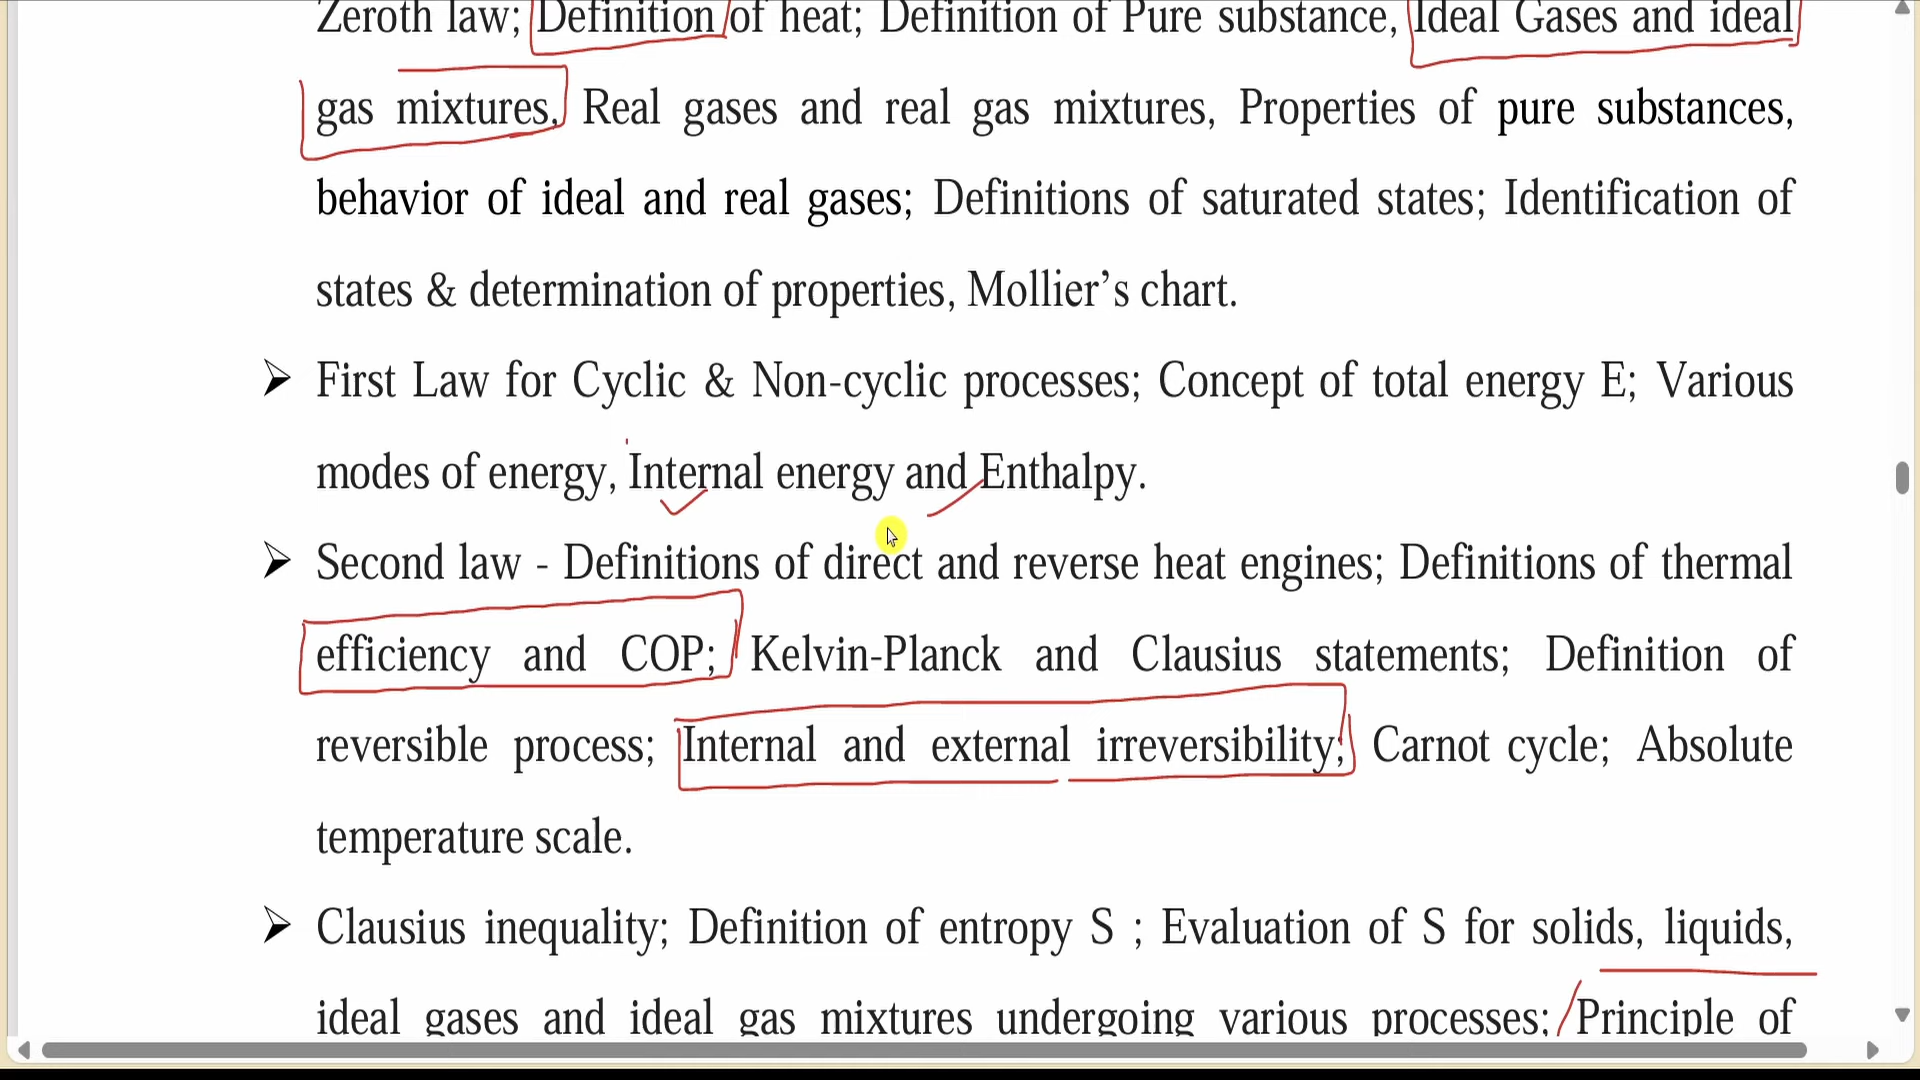 Zeroth law; Definition of heat; Definition of Pure substance, Ideal Gases and ideal
gas mixtures, Real gases and real gas mixtures, Properties of pure substances,
behavior of ideal and real gases; Definitions of saturated states; Identification of
states & determination of properties, Mollier’s chart.
➢ First Law for Cyclic & Non-cyclic processes; Concept of total energy E; Various
modes of energy, Internal energy and Enthalpy.
➢ Second law - Definitions of direct and reverse heat engines; Definitions of thermal
efficiency and COP; Kelvin-Planck and Clausius statements; Definition of
reversible process; Internal and external irreversibility; Carnot cycle; Absolute
temperature scale.
➢ Clausius inequality; Definition of entropy S ; Evaluation of S for solids, liquids,
ideal gases and ideal gas mixtures undergoing various processes; Principle of